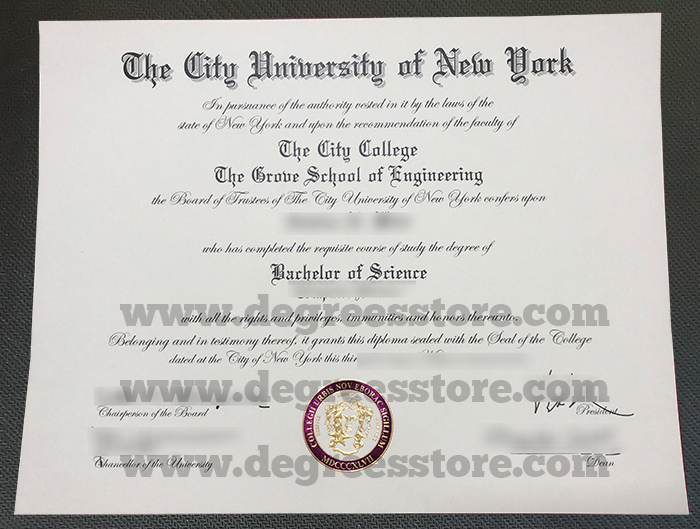 The City University of New York
In pursuance of the authority vested in it by the laws of the
state of New York and upon the recommendation of the faculty of
The City College
The Grove School of Engineering
the Board of Trustees of The City University of New York confers upon
who has completed the requisite course of study the degree of
Bachelor of Science
www.degreesstore.com
with all the rights and privileges, immunities and honors thereunto.
Belonging and in testimony thereof, it grants this diploma sealed with the Seal of the College
dated at the City of New York this
www.degreesstore.com
Chairperson of the Board
President
COLLEGII URBIS NOV EBORAC SIGILLUM
MDCCCXLVII
Chancellor of the University
Dean
www.degreesstore.com